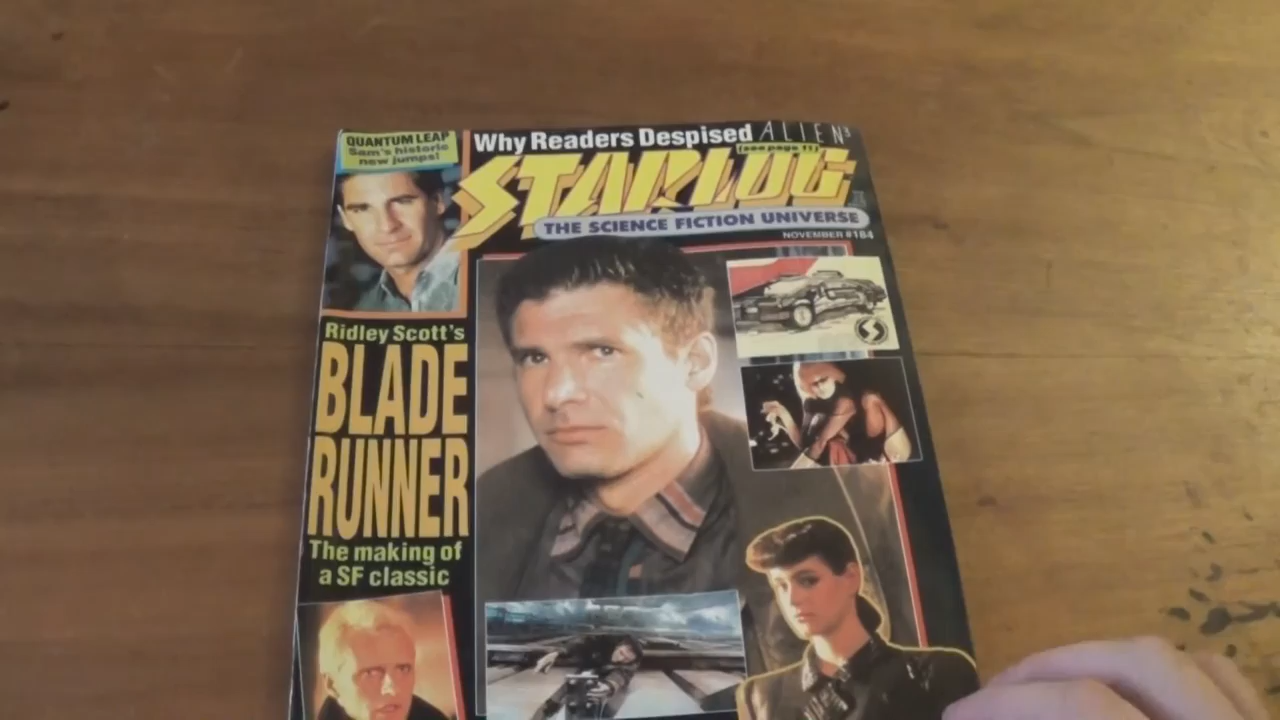 QUANTUM LEAP
Sam's historic
new jumps!
Why Readers Despised ALIEN³
(see page 11)
STARLOG
THE SCIENCE FICTION UNIVERSE
NOVEMBER #184
Ridley Scott's
BLADE
RUNNER
The making of
a SF classic